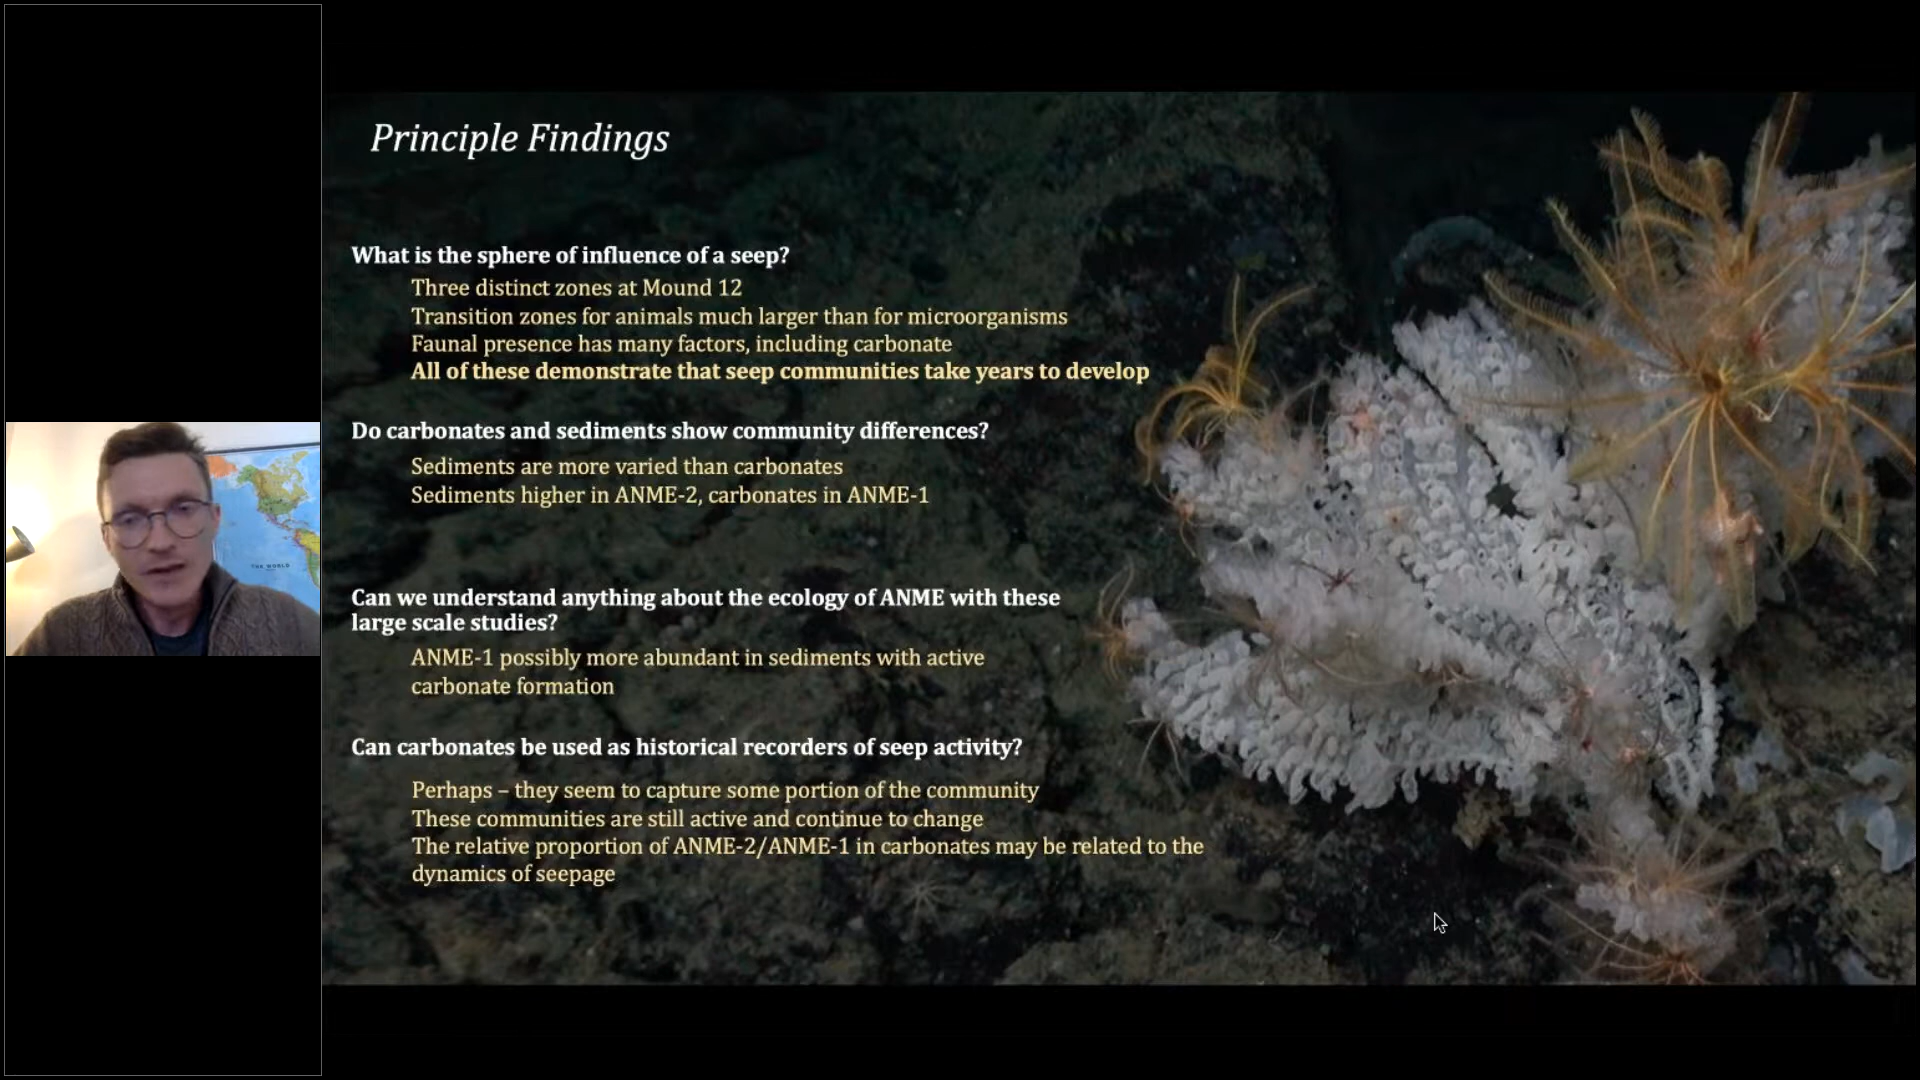 Principle Findings
What is the sphere of influence of a seep?
Three distinct zones at Mound 12
Transition zones for animals much larger than for microorganisms
Faunal presence has many factors, including carbonate
All of these demonstrate that seep communities take years to develop
Do carbonates and sediments show community differences?
Sediments are more varied than carbonates
Sediments higher in ANME-2, carbonates in ANME-1
THE WORLD
Can we understand anything about the ecology of ANME with these
large scale studies?
ANME-1 possibly more abundant in sediments with active
carbonate formation
Can carbonates be used as historical recorders of seep activity?
Perhaps – they seem to capture some portion of the community
These communities are still active and continue to change
The relative proportion of ANME-2/ANME-1 in carbonates may be related to the
dynamics of seepage